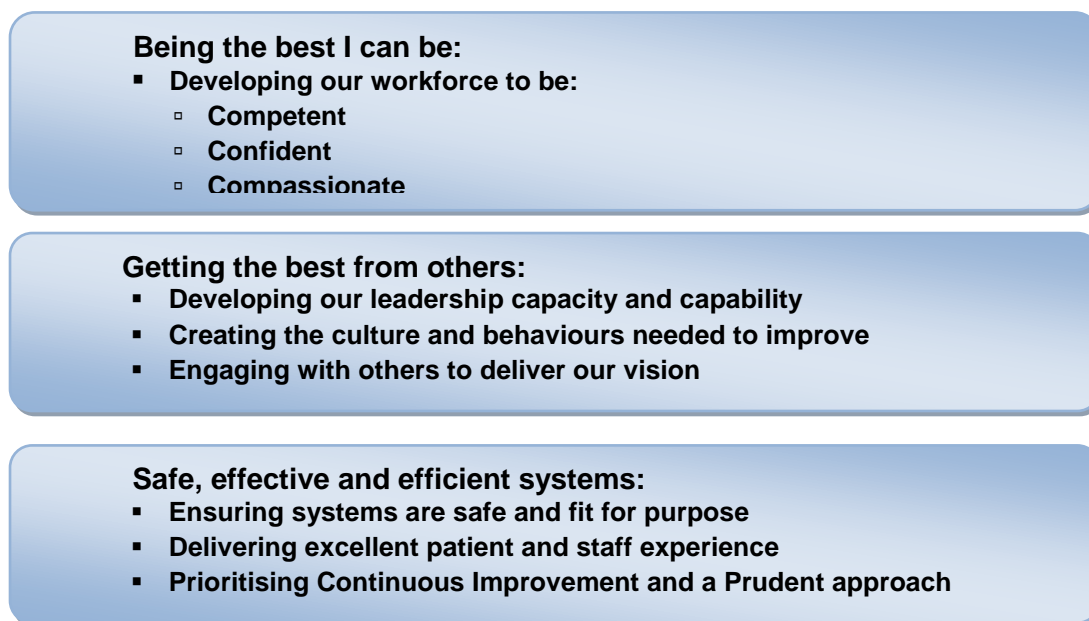 Being the best I can be:
▪ Developing our workforce to be:
▫ Competent
▫ Confident
▫ Compassionate
Getting the best from others:
▪ Developing our leadership capacity and capability
▪ Creating the culture and behaviours needed to improve
▪ Engaging with others to deliver our vision
Safe, effective and efficient systems:
▪ Ensuring systems are safe and fit for purpose
▪ Delivering excellent patient and staff experience
▪ Prioritising Continuous Improvement and a Prudent approach